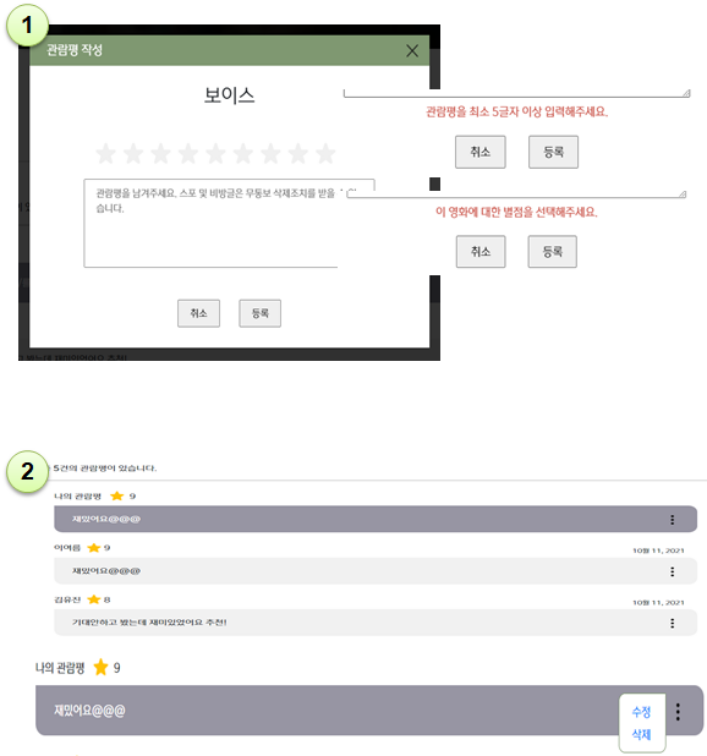 1
관람평 작성
보이스
관람평을 남겨주세요. 스포 및 비방글은 무통보 삭제조치를 받을
습니다.
취소 등록
관람평을 최소 5글자 이상 입력해주세요.
취소 등록
이 영화에 대한 별점을 선택해주세요.
취소 등록
2
5건의 관람평이 있습니다.
나의 관람평 9
재밌어요@@@
이여름 9
10월 11, 2021
재밌어요@@@
김유진 8
10월 11, 2021
기대안하고 봤는데 재미있었어요 추천!
나의 관람평 9
재밌어요@@@
수정
삭제